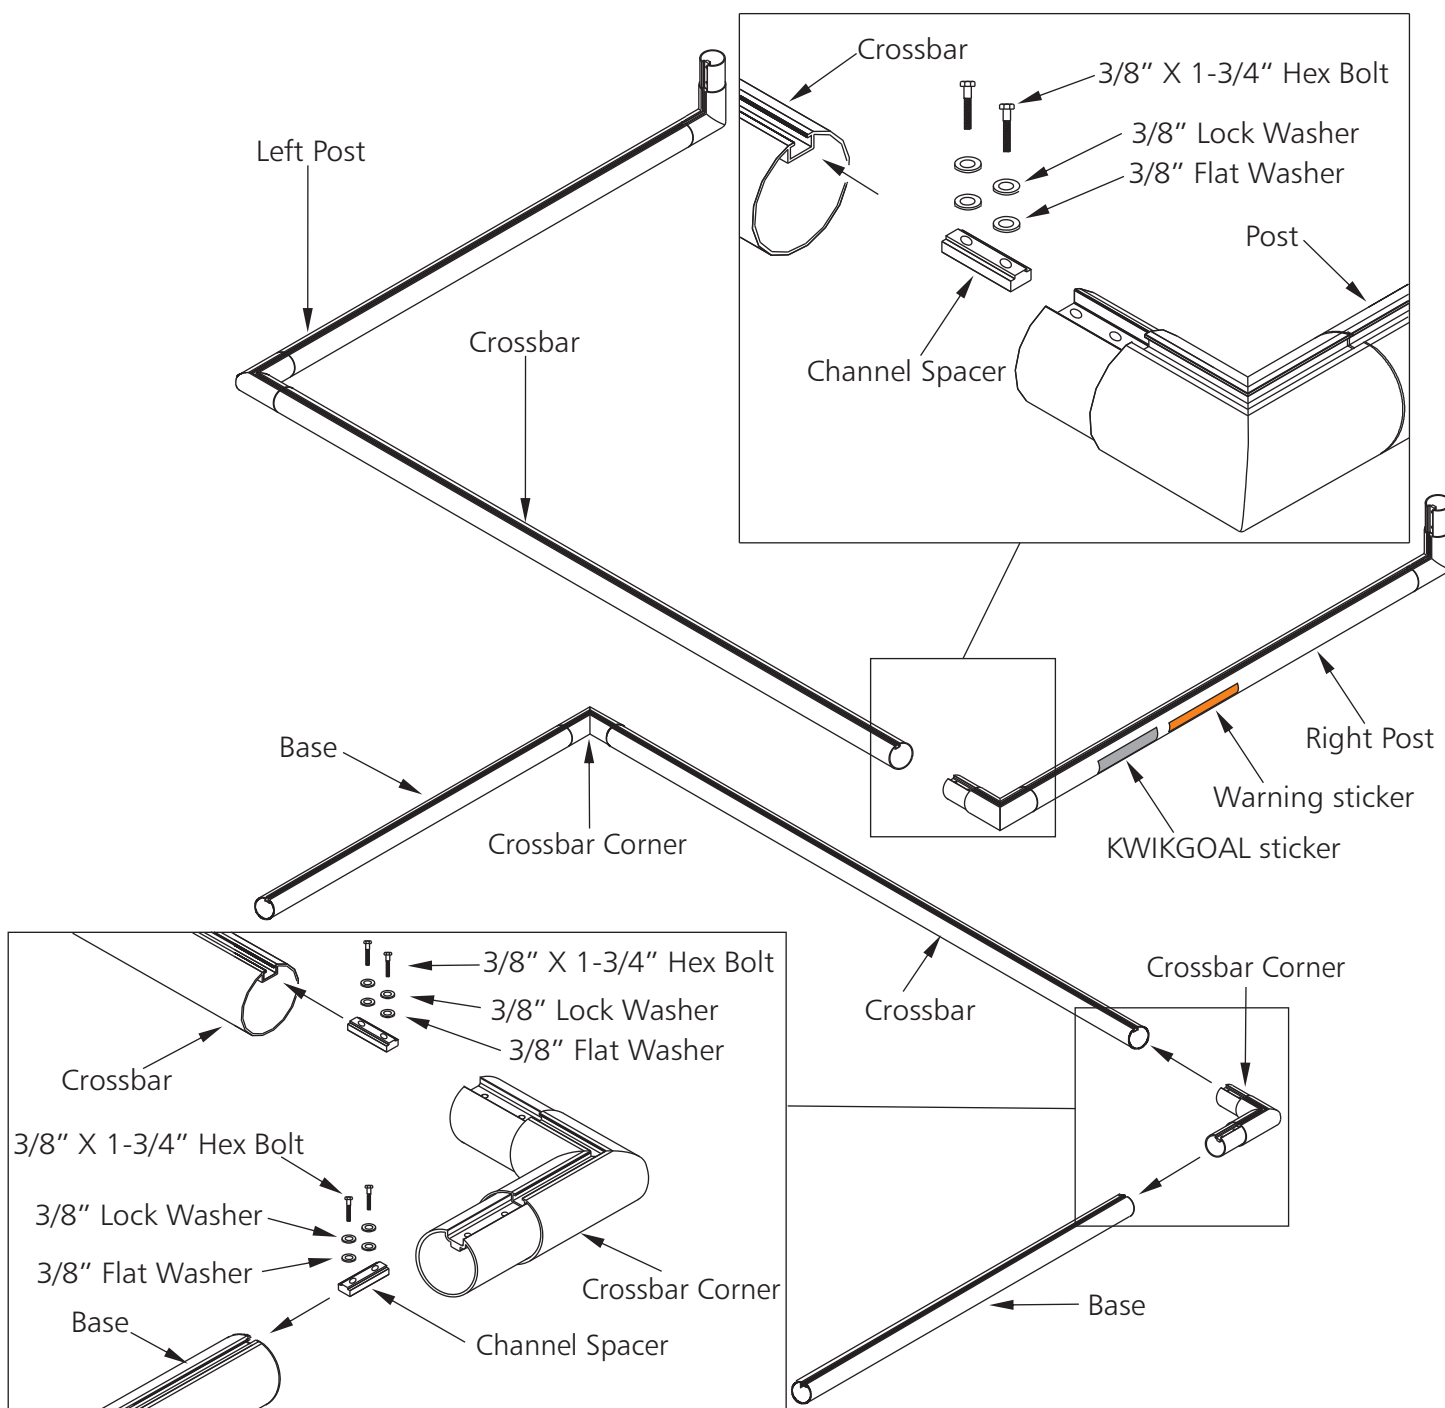 Crossbar
3/8” X 1-3/4“ Hex Bolt
3/8” Lock Washer
3/8” Flat Washer
Post
Channel Spacer
Left Post
Crossbar
Right Post
Warning sticker
KWIKGOAL sticker
Base
Crossbar Corner
Crossbar
Crossbar Corner
Base
3/8” X 1-3/4“ Hex Bolt
3/8” Lock Washer
3/8” Flat Washer
Crossbar
3/8” X 1-3/4“ Hex Bolt
3/8” Lock Washer
3/8” Flat Washer
Base
Crossbar Corner
Channel Spacer